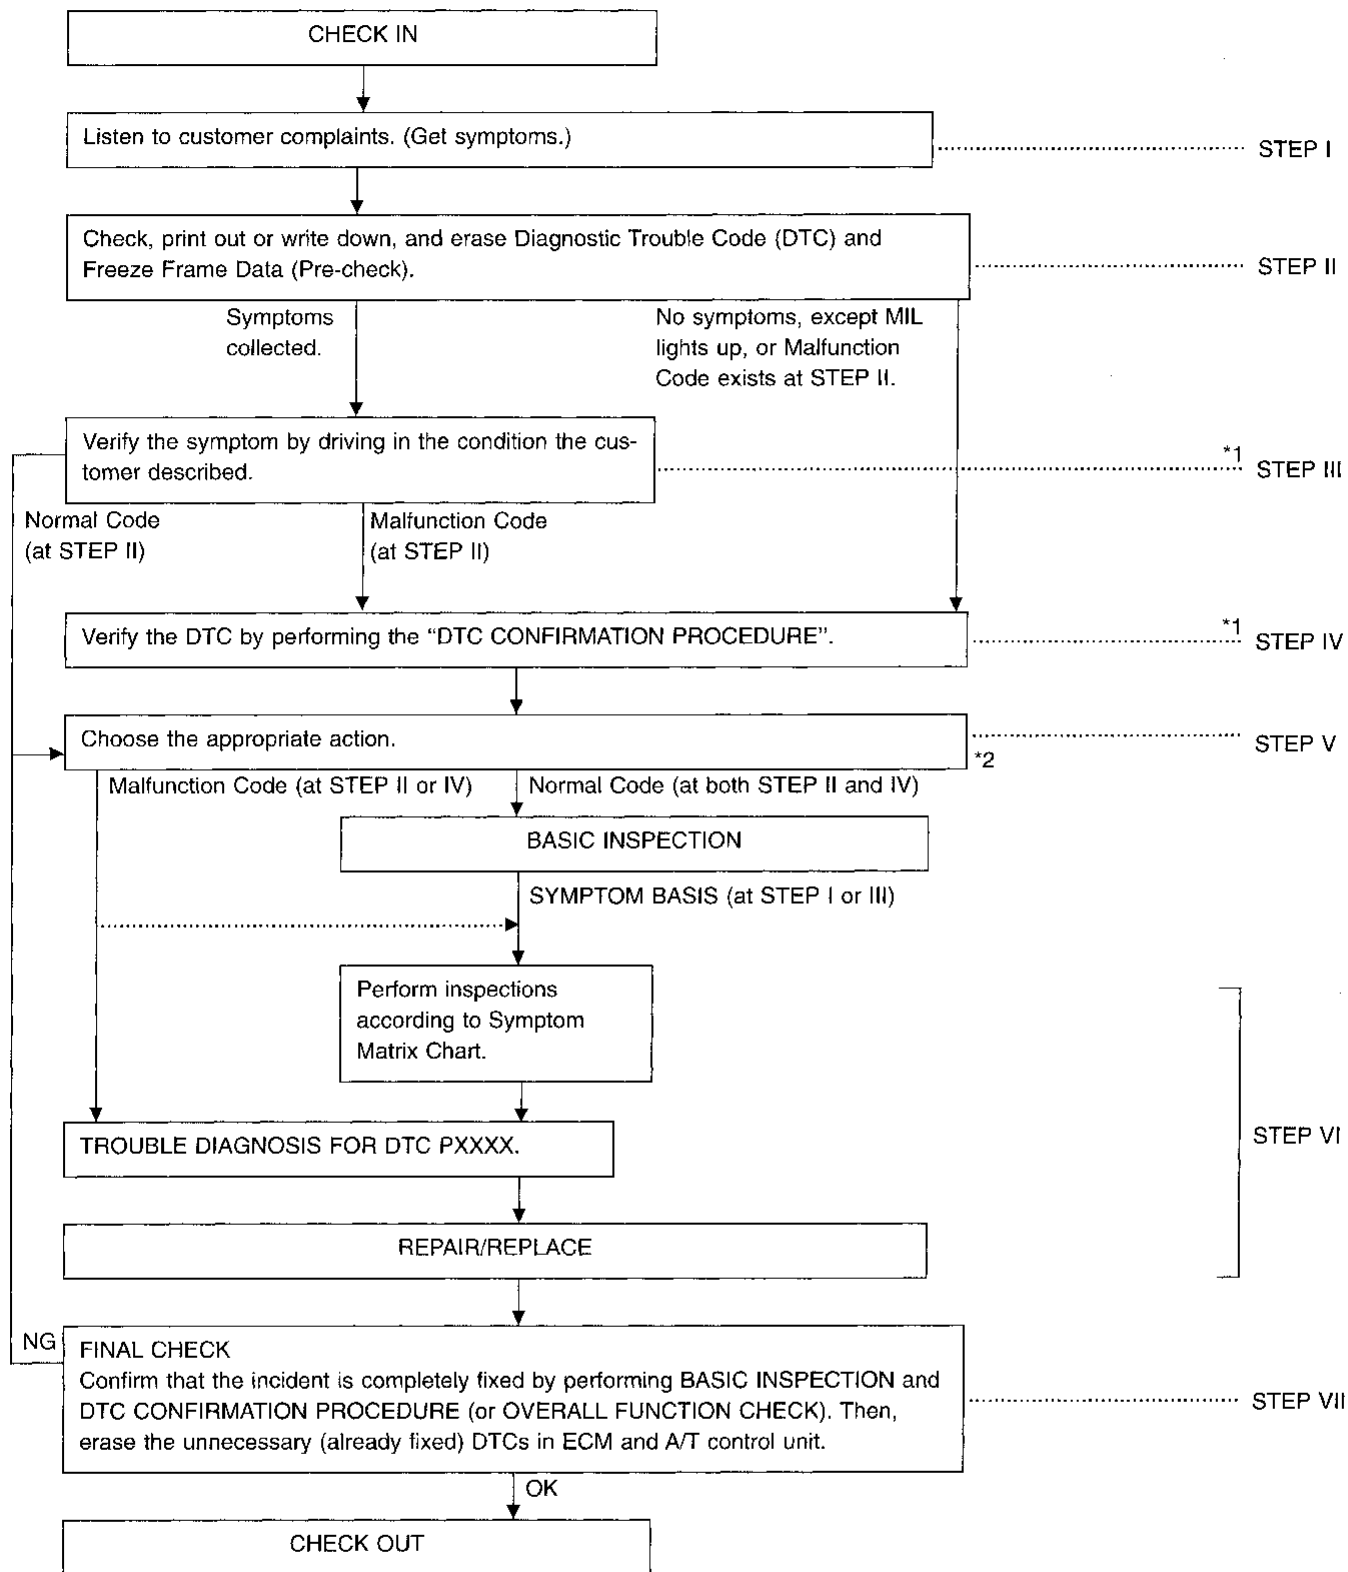 CHECK IN
Listen to customer complaints. (Get symptoms.)
STEP I
Check, print out or write down, and erase Diagnostic Trouble Code (DTC) and
Freeze Frame Data (Pre-check).
STEP II
Symptoms
collected.
No symptoms, except MIL
lights up, or Malfunction
Code exists at STEP II.
Verify the symptom by driving in the condition the cus-
tomer described.
*1
STEP III
Normal Code
(at STEP II)
Malfunction Code
(at STEP II)
Verify the DTC by performing the “DTC CONFIRMATION PROCEDURE”.
*1
STEP IV
Choose the appropriate action.
STEP V
*2
Malfunction Code (at STEP II or IV)
Normal Code (at both STEP II and IV)
BASIC INSPECTION
SYMPTOM BASIS (at STEP I or III)
Perform inspections
according to Symptom
Matrix Chart.
TROUBLE DIAGNOSIS FOR DTC PXXXX.
STEP VI
REPAIR/REPLACE
NG
FINAL CHECK
Confirm that the incident is completely fixed by performing BASIC INSPECTION and
DTC CONFIRMATION PROCEDURE (or OVERALL FUNCTION CHECK). Then,
erase the unnecessary (already fixed) DTCs in ECM and A/T control unit.
STEP VII
OK
CHECK OUT